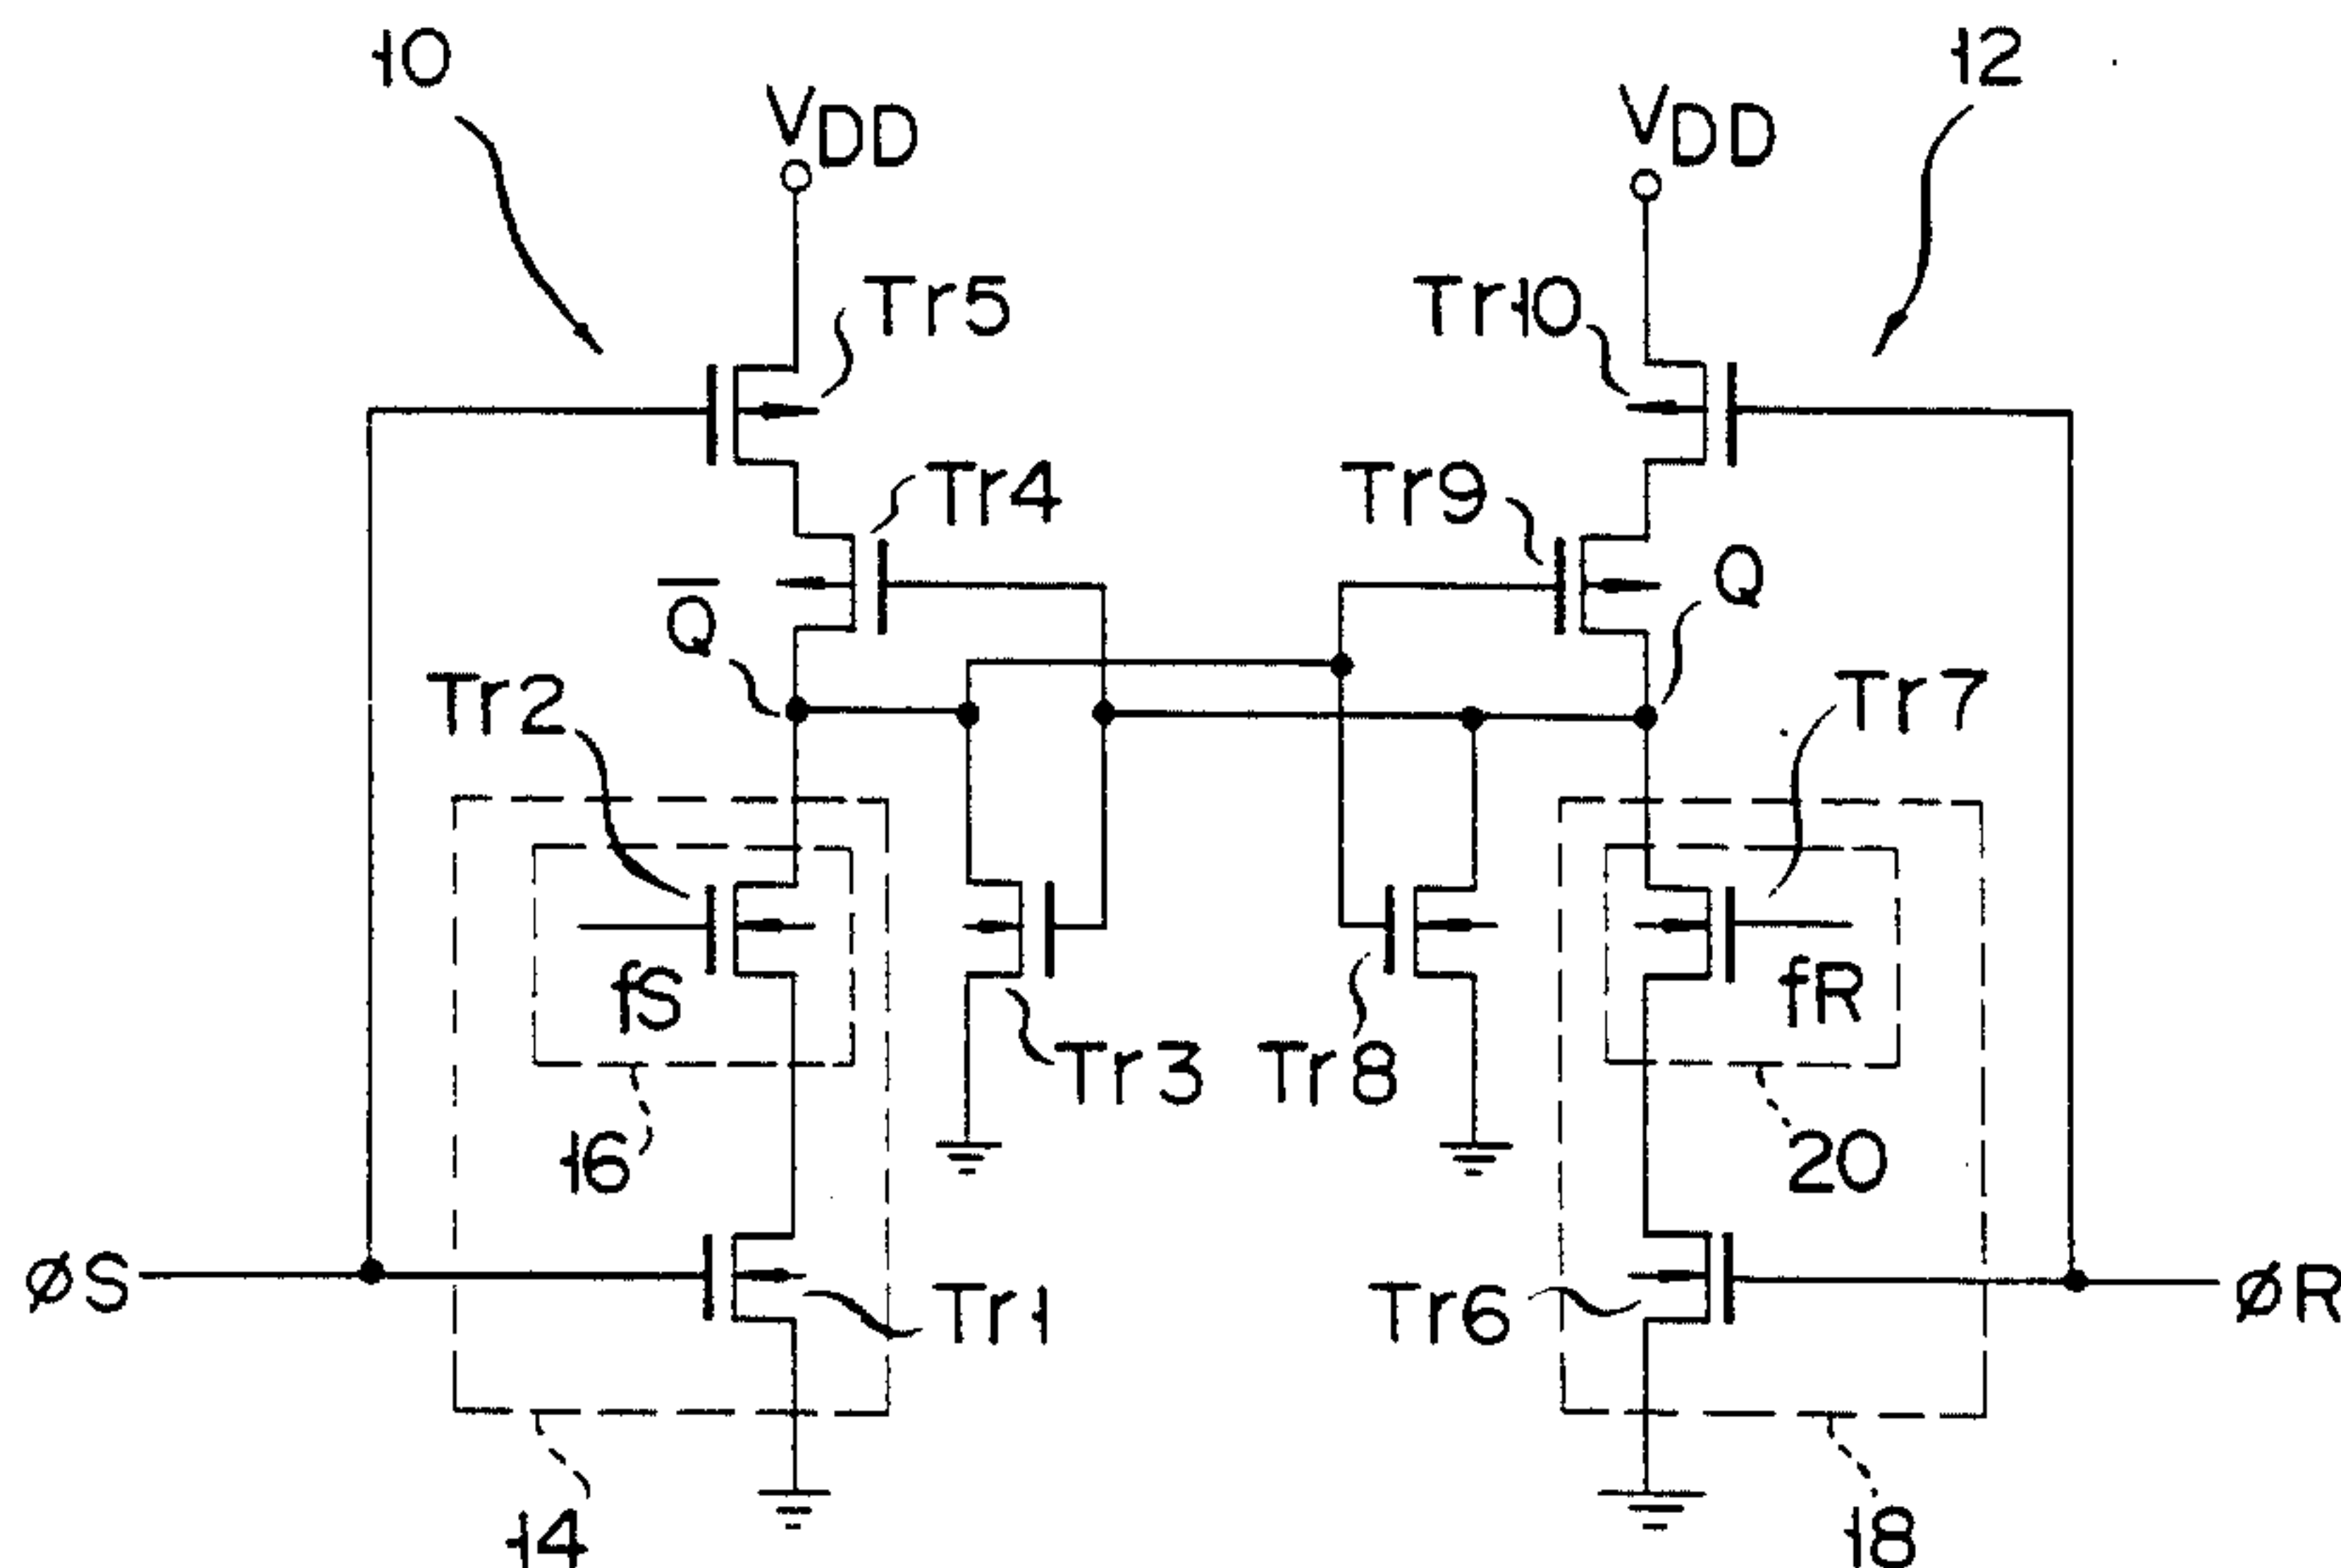 10
12
VDD
VDD
Tr5
Tr10
Tr4
Tr9
Q̅
Q
Tr2
Tr7
fS
fR
Tr3
Tr8
16
20
øS
Tr1
Tr6
øR
14
18